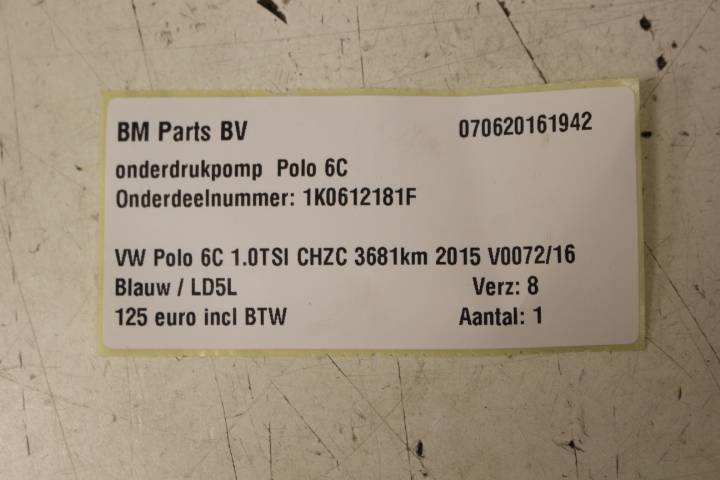 BM Parts BV 070620161942
onderdrukpomp Polo 6C
Onderdeelnummer: 1K0612181F
VW Polo 6C 1.0TSI CHZC 3681km 2015 V0072/16
Blauw / LD5L Verz: 8
125 euro incl BTW Aantal: 1